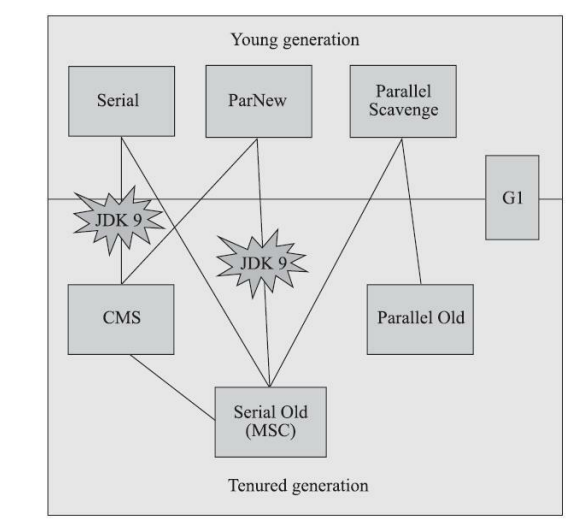 Young generation
Serial
ParNew
Parallel
Scavenge
G1
JDK 9
JDK 9
CMS
Parallel Old
Serial Old
(MSC)
Tenured generation